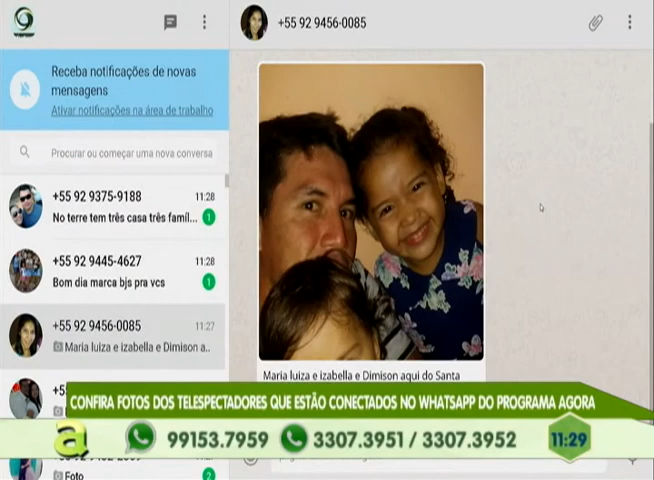 +55 92 9456-0085
Receba notificações de novas
mensagens
Ativar notificações na área de trabalho
Procurar ou começar uma nova conversa
+55 92 9375-9188
11:28
No terre tem três casa três famíl...
1
+55 92 9445-4627
11:28
Bom dia marca bjs pra vcs
1
+55 92 9456-0085
11:27
Maria luiza e izabella e Dimison a..
Maria luiza e izabella e Dimison aqui do Santa
+5
CONFIRA FOTOS DOS TELESPECTADORES QUE ESTÃO CONECTADOS NO WHATSAPP DO PROGRAMA AGORA
a
99153.7959
3307.3951 / 3307.3952
11:29
Foto
2